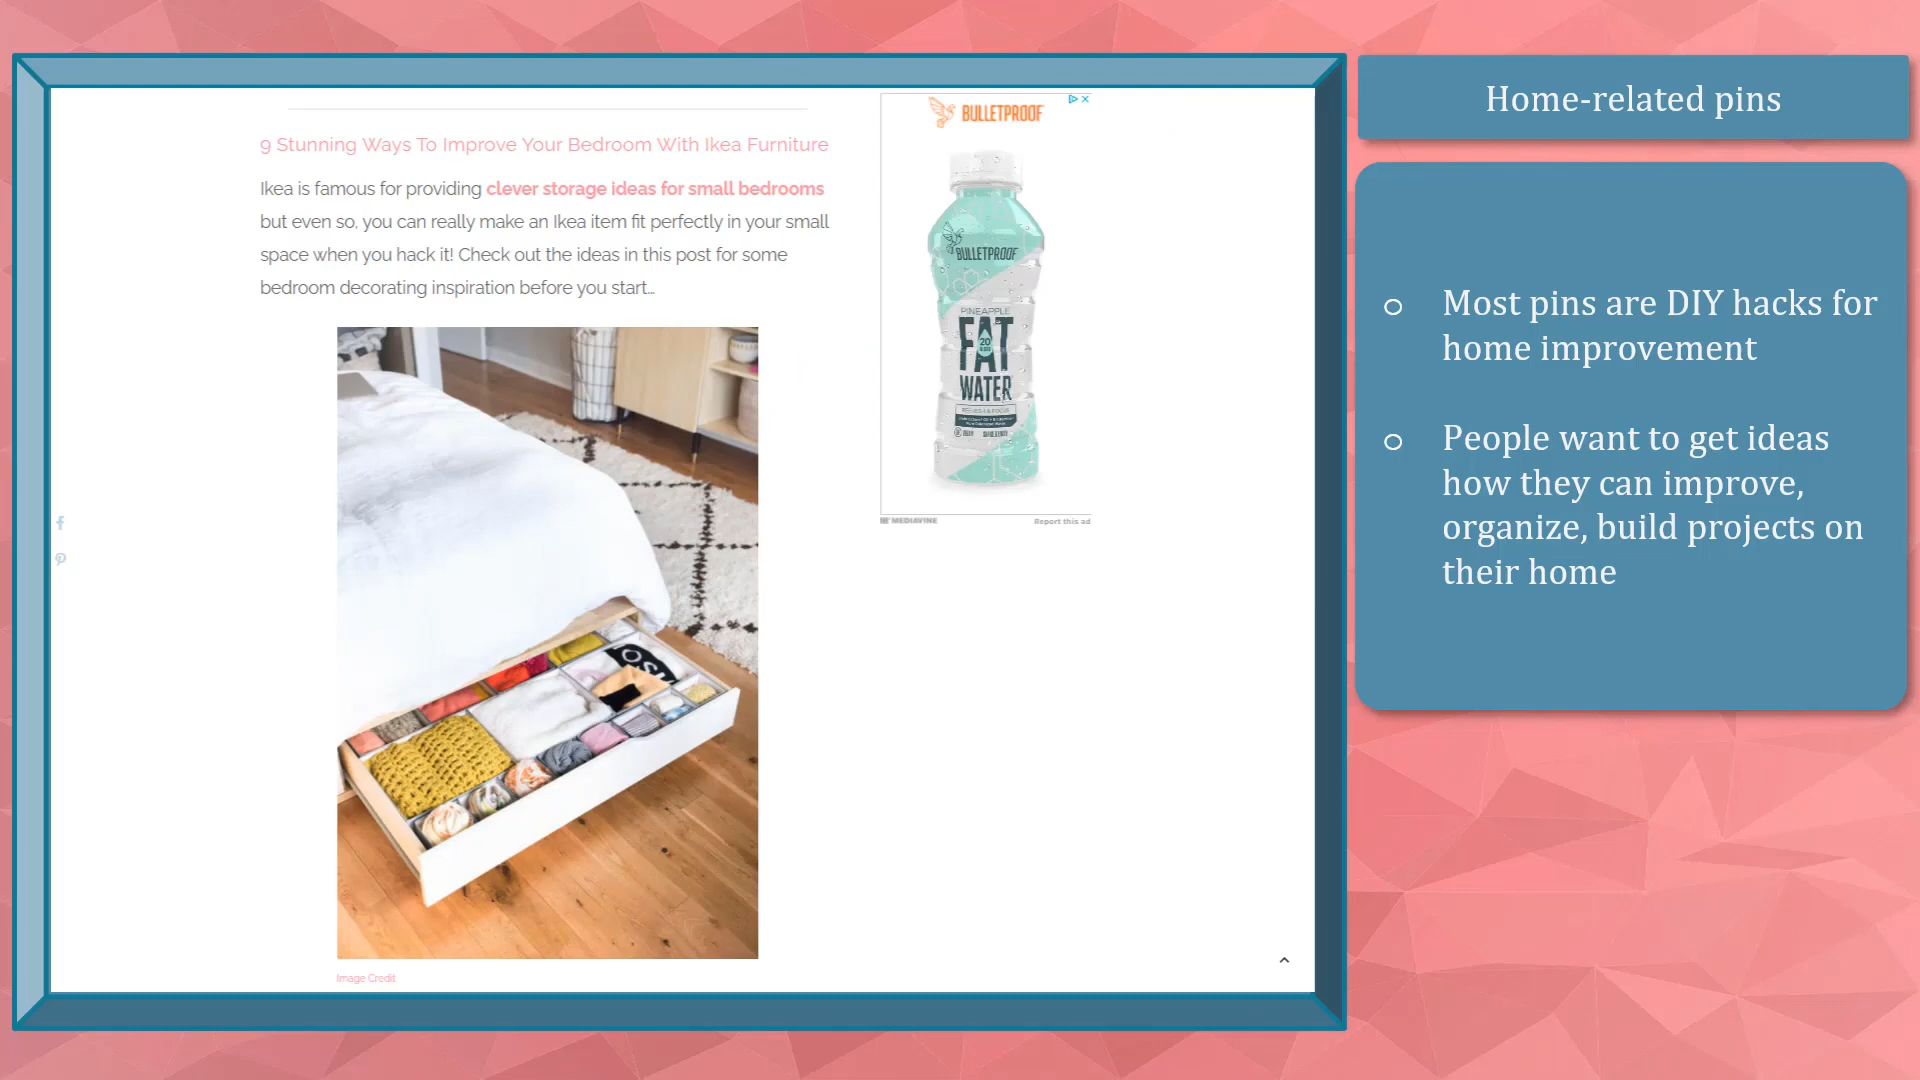 Home-related pins
9 Stunning Ways To Improve Your Bedroom With Ikea Furniture
Ikea is famous for providing clever storage ideas for small bedrooms
but even so, you can really make an Ikea item fit perfectly in your small
space when you hack it! Check out the ideas in this post for some
bedroom decorating inspiration before you start...
Image Credit
BULLETPROOF
BULLETPROOF
PINEAPPLE
FAT
20
WATER
MEDIAVINE
Report this ad
Most pins are DIY hacks for
home improvement
People want to get ideas
how they can improve,
organize, build projects on
their home